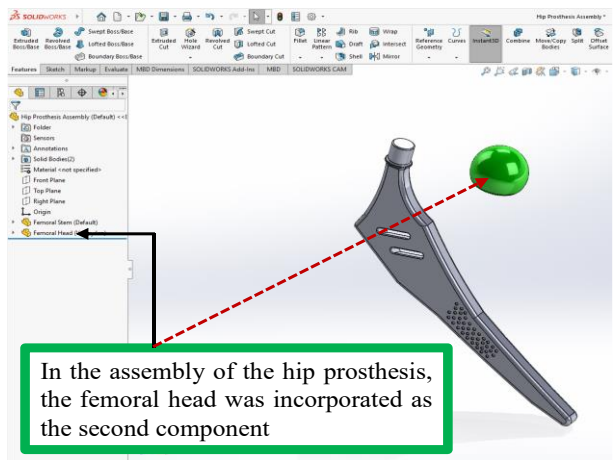 SOLIDWORKS
Hip Prosthesis Assembly *
Extruded Boss/Base
Revolved Boss/Base
Swept Boss/Base
Lofted Boss/Base
Boundary Boss/Base
Extruded Cut
Hole Wizard
Revolved Cut
Swept Cut
Lofted Cut
Boundary Cut
Fillet
Linear Pattern
Rib
Draft
Shell
Wrap
Intersect
Mirror
Reference Geometry
Curves
Instant3D
Combine
Move/Copy Bodies
Split
Offset Surface
Features Sketch Markup Evaluate MBD Dimensions SOLIDWORKS Add-Ins MBD SOLIDWORKS CAM
Hip Prosthesis Assembly (Default) <<
Folder
Sensors
Annotations
Solid Bodies(2)
Material <not specified>
Front Plane
Top Plane
Right Plane
Origin
Femoral Stem (Default)
Femoral Head
In the assembly of the hip prosthesis,
the femoral head was incorporated as
the second component